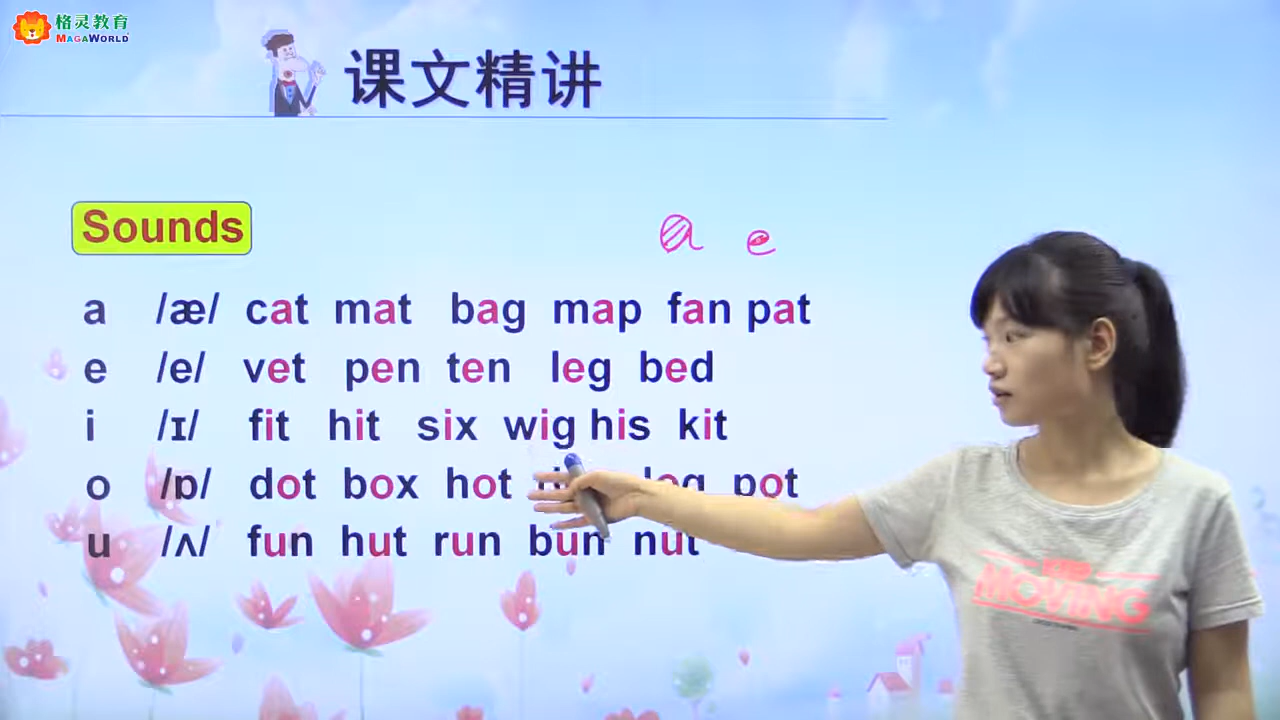 格灵教育
MAGAWORLD
课文精讲
Sounds
a e
a /æ/ cat mat bag map fan pat
e /e/ vet pen ten leg bed
i /ɪ/ fit hit six wig his kit
o /ɒ/ dot box hot pot
u /ʌ/ fun hut run bun nut
KEEP
MOVING